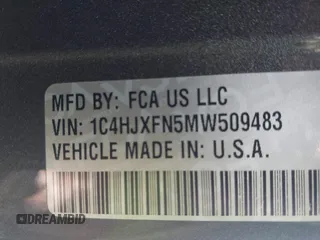 MFD BY: FCA US LLC
VIN: 1C4HJXFN5MW509483
VEHICLE MADE IN: U.S.A.
DREAMBID